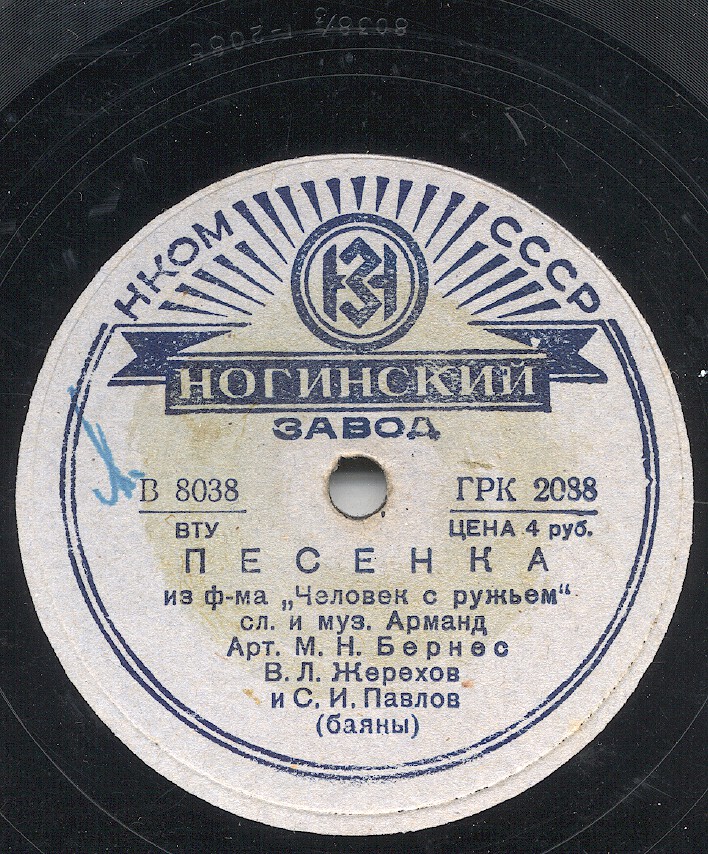 НКОМ СССР
НЗ
НОГИНСКИЙ
ЗАВОД
В 8038 ГРК 2088
ВТУ ЦЕНА 4 руб.
ПЕСЕНКА
из ф-ма „Человек с ружьем“
сл. и муз. Арманд
Арт. М. Н. Бернес
В. Л. Жерехов
и С. И. Павлов
(баяны)